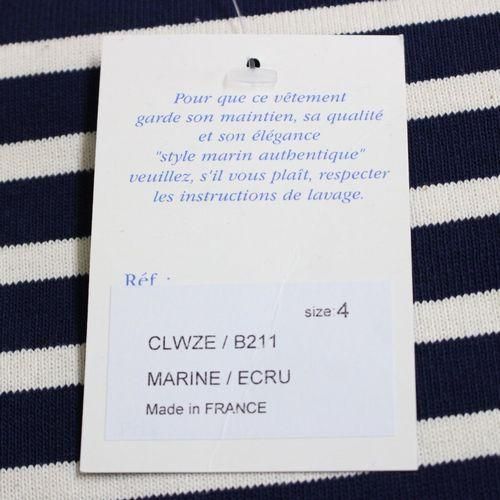 Pour que ce vêtement
garde son maintien, sa qualité
et son élégance
"style marin authentique"
veuillez, s'il vous plaît, respecter
les instructions de lavage.
Réf :
size: 4
CLWZE / B211
MARINE / ECRU
Made in FRANCE